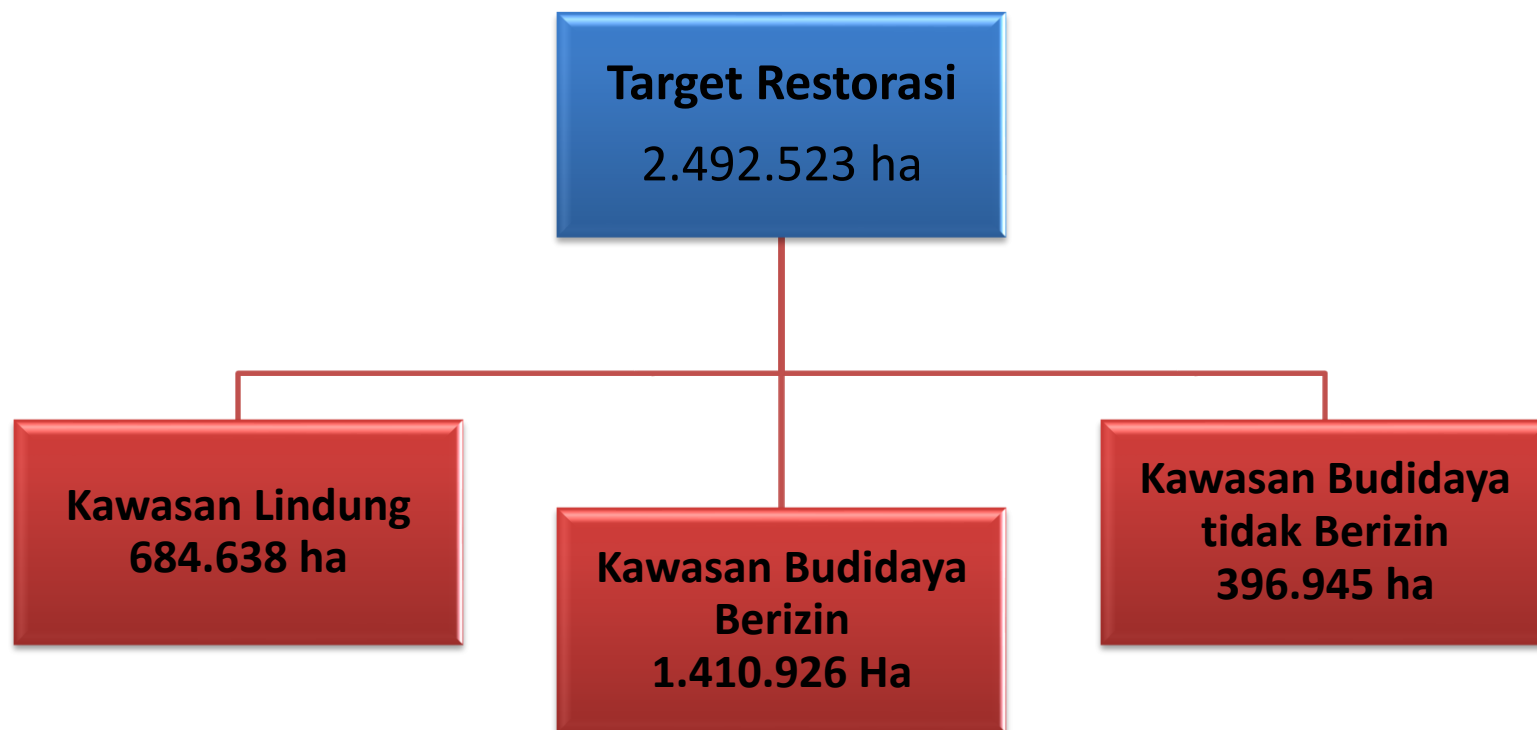 Target Restorasi
2.492.523 ha
Kawasan Lindung
684.638 ha
Kawasan Budidaya
Berizin
1.410.926 Ha
Kawasan Budidaya
tidak Berizin
396.945 ha